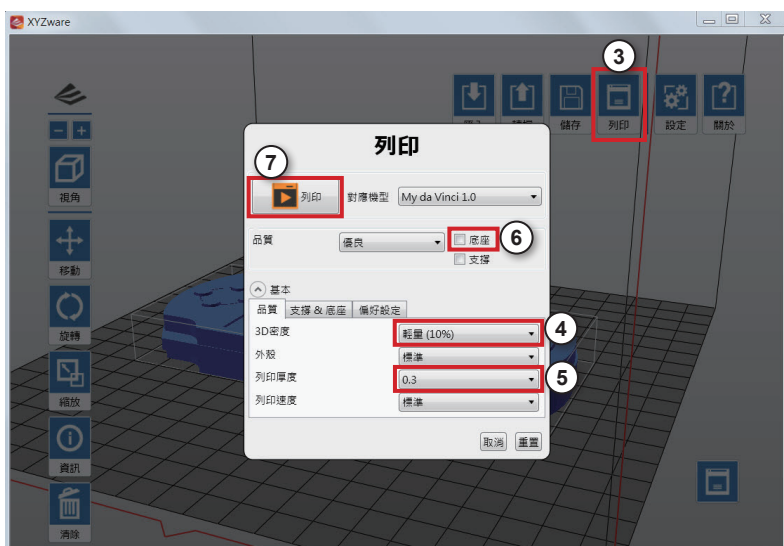 XYZware
3
儲存
列印
設定
關於
視角
移動
旋轉
縮放
資訊
清除
列印
7
列印
對應機型
My da Vinci 1.0
品質
優良
底座
6
支撐
基本
品質
支撐 & 底座
偏好設定
3D密度
輕量 (10%)
4
外殼
標準
列印厚度
0.3
5
列印速度
標準
取消
重置